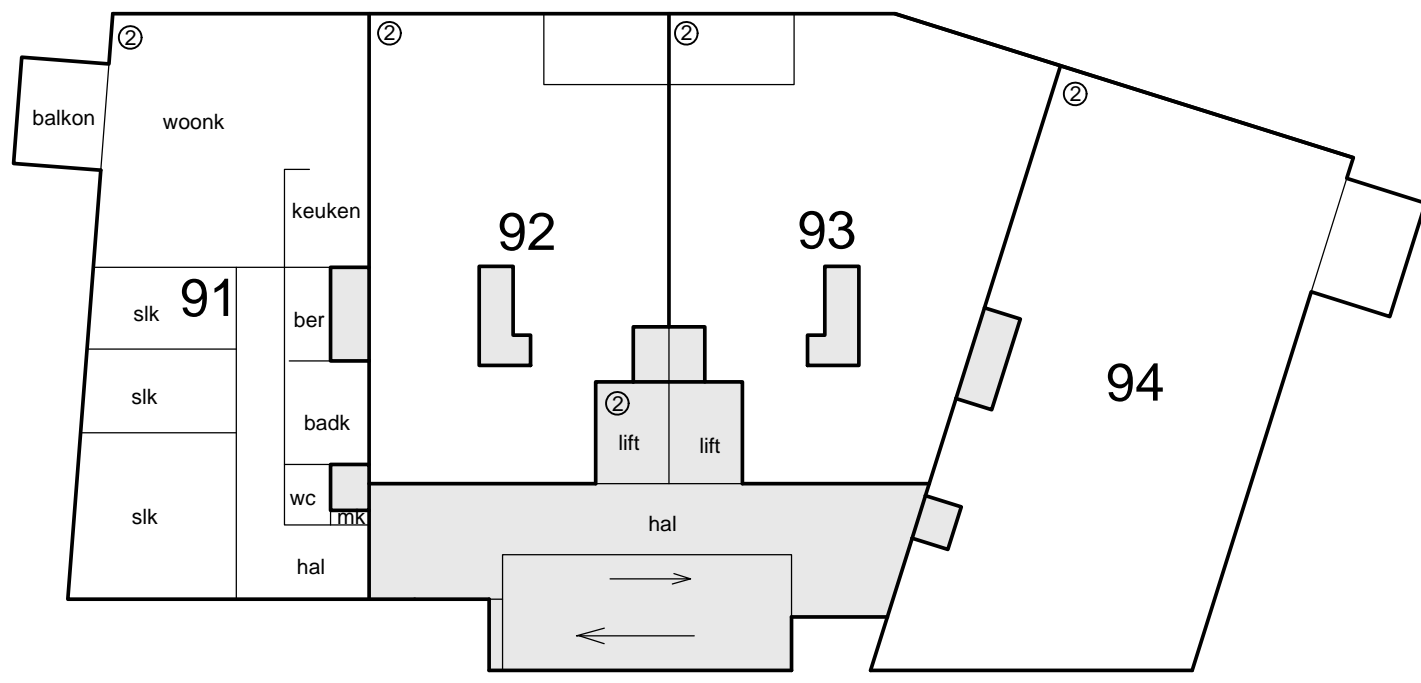 ②
②
②
②
balkon
woonk
keuken
92
93
91
slk
ber
94
slk
②
badk
lift
lift
wc
slk
mk
hal
hal